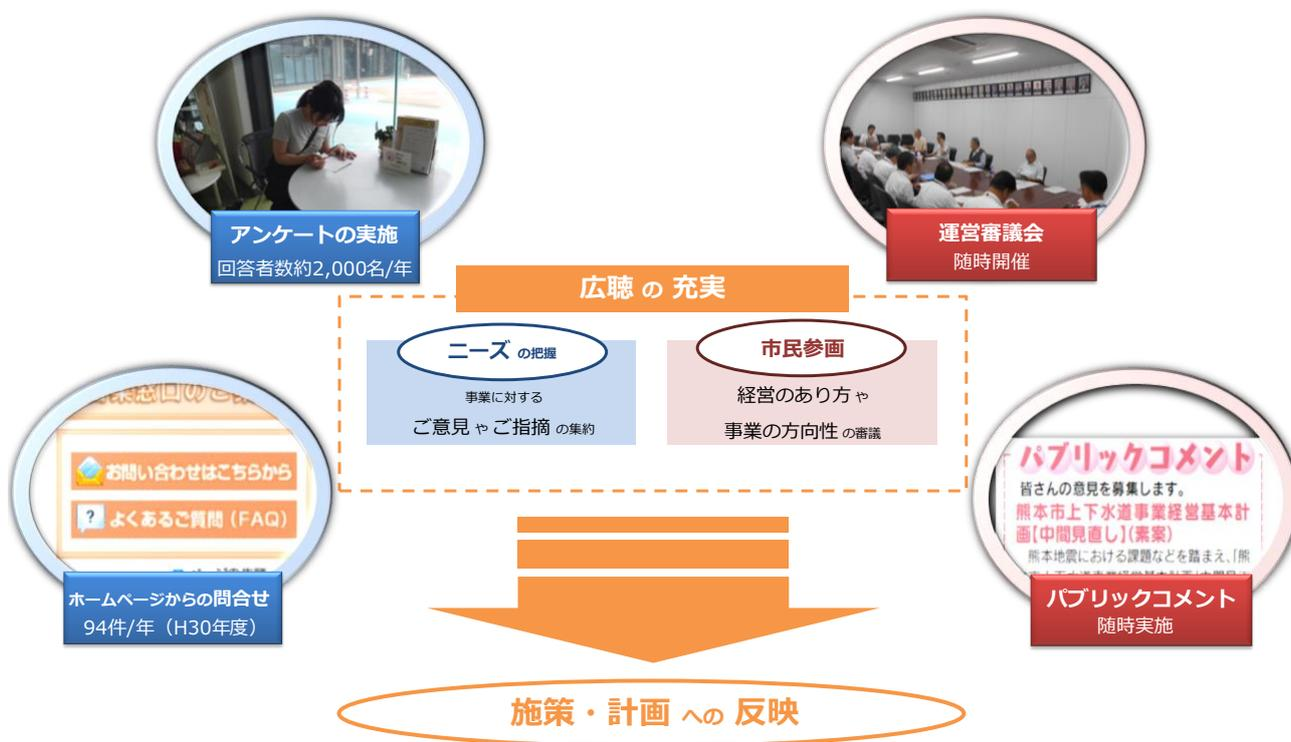 アンケートの実施
回答者数約2,000名/年
運営審議会
随時開催
広聴 の 充実
ニーズ の把握
事業に対する
ご意見 や ご指摘 の集約
市民参画
経営のあり方 や
事業の方向性 の審議
お問い合わせはこちらから
よくあるご質問(FAQ)
ホームページからの問合せ
94件/年(H30年度)
パブリックコメント
皆さんの意見を募集します。
熊本市上下水道事業経営基本計
画【中間見直し】(素案)
熊本地震における課題などを踏まえ、「熊
パブリックコメント
随時実施
施策・計画 への 反映